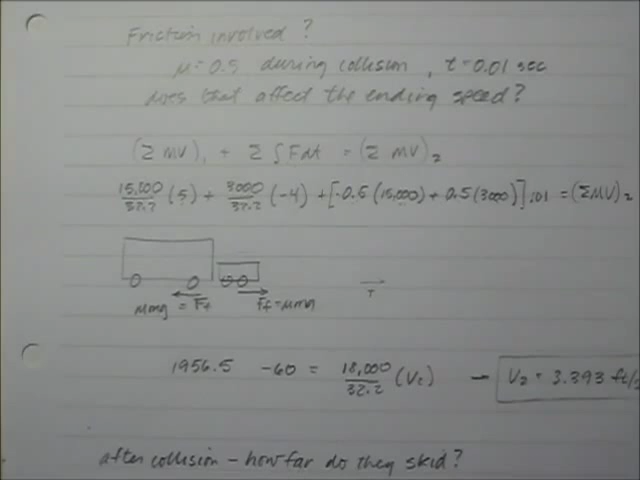 Friction involved?
μ = 0.5 during collision, t = 0.01 sec
does that affect the ending speed?
(Σ MV)₁ + Σ ∫Fdt = (Σ MV)₂
15,000/32.2 (5) + 3000/32.2 (-4) + [-0.5(15,000) + 0.5(3000)] .01 = (ΣMV)₂
μmg = Ff
Ff = μmg
1956.5 - 60 = 18,000/32.2 (V₂) → V₂ = 3.393 ft/s
after collision - how far do they skid?